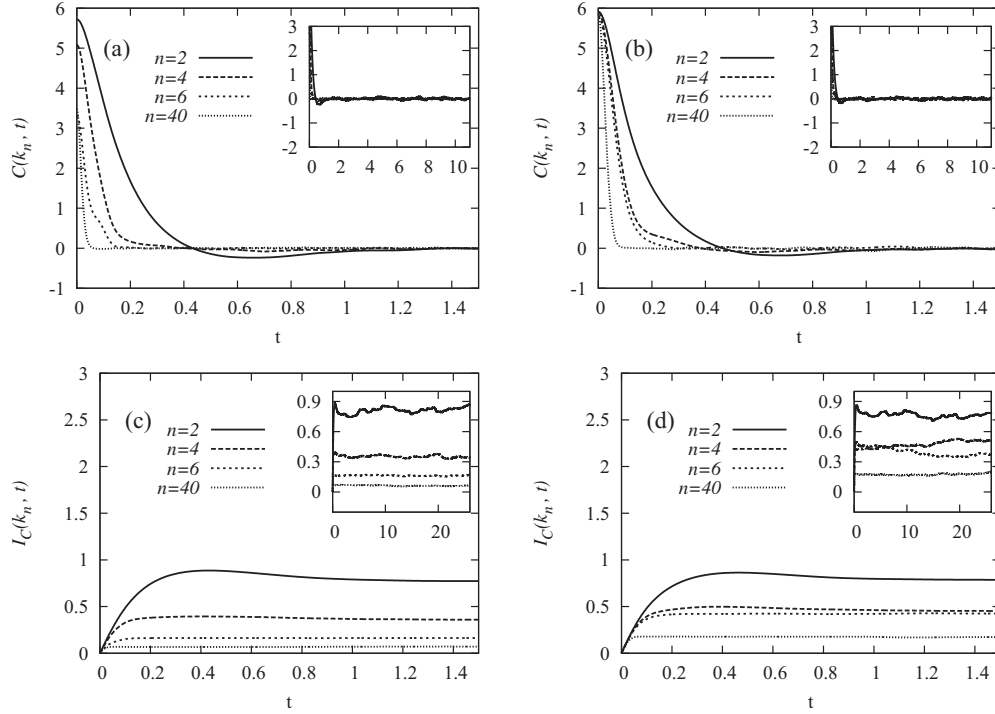 (a)
n=2
n=4
n=6
n=40
C(k_n, t)
6
5
4
3
2
1
0
-1
0 0.2 0.4 0.6 0.8 1 1.2 1.4
t
3
2
1
0
-1
-2
0 2 4 6 8 10
(b)
n=2
n=4
n=6
n=40
C(k_n, t)
6
5
4
3
2
1
0
-1
0 0.2 0.4 0.6 0.8 1 1.2 1.4
t
3
2
1
0
-1
-2
0 2 4 6 8 10
(c)
n=2
n=4
n=6
n=40
I_C(k_n, t)
3
2.5
2
1.5
1
0.5
0
0 0.2 0.4 0.6 0.8 1 1.2 1.4
t
0.9
0.6
0.3
0
0 10 20
(d)
n=2
n=4
n=6
n=40
I_C(k_n, t)
3
2.5
2
1.5
1
0.5
0
0 0.2 0.4 0.6 0.8 1 1.2 1.4
t
0.9
0.6
0.3
0
0 10 20